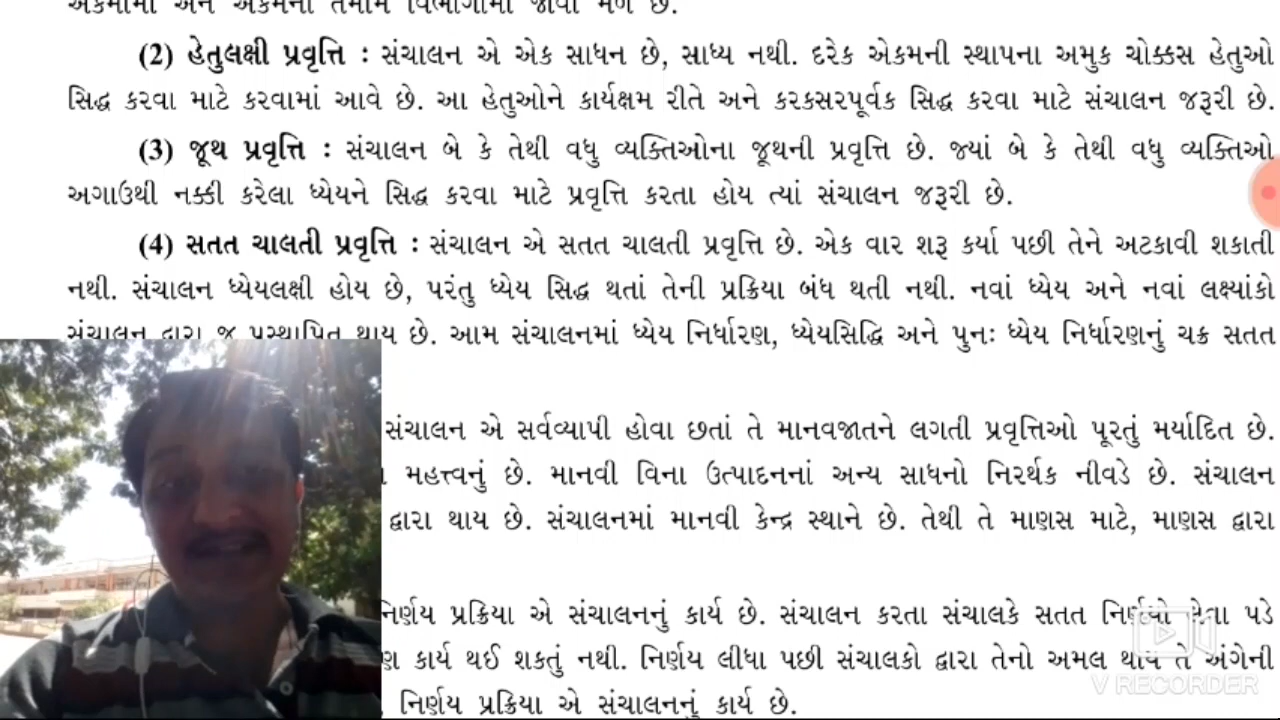 (2) હેતુલક્ષી પ્રવૃત્તિ : સંચાલન એ એક સાધન છે, સાધ્ય નથી. દરેક એકમની સ્થાપના અમુક ચોક્કસ હેતુઓ
સિદ્ધ કરવા માટે કરવામાં આવે છે. આ હેતુઓને કાર્યક્ષમ રીતે અને કરકસરપૂર્વક સિદ્ધ કરવા માટે સંચાલન જરૂરી છે.
(3) જૂથ પ્રવૃત્તિ : સંચાલન બે કે તેથી વધુ વ્યક્તિઓના જૂથની પ્રવૃત્તિ છે. જ્યાં બે કે તેથી વધુ વ્યક્તિઓ
અગાઉથી નક્કી કરેલા ધ્યેયને સિદ્ધ કરવા માટે પ્રવૃત્તિ કરતા હોય ત્યાં સંચાલન જરૂરી છે.
(4) સતત ચાલતી પ્રવૃત્તિ : સંચાલન એ સતત ચાલતી પ્રવૃત્તિ છે. એક વાર શરૂ કર્યા પછી તેને અટકાવી શકાતી
નથી. સંચાલન ધ્યેયલક્ષી હોય છે, પરંતુ ધ્યેય સિદ્ધ થતાં તેની પ્રક્રિયા બંધ થતી નથી. નવાં ધ્યેય અને નવાં લક્ષ્યાંકો
સંચાલન દ્વારા જ પ્રસ્થાપિત થાય છે. આમ સંચાલનમાં ધ્યેય નિર્ધારણ, ધ્યેયસિદ્ધિ અને પુનઃ ધ્યેય નિર્ધારણનું ચક્ર સતત
સંચાલન એ સર્વવ્યાપી હોવા છતાં તે માનવજાતને લગતી પ્રવૃત્તિઓ પૂરતું મર્યાદિત છે.
મહત્ત્વનું છે. માનવી વિના ઉત્પાદનનાં અન્ય સાધનો નિરર્થક નીવડે છે. સંચાલન
દ્વારા થાય છે. સંચાલનમાં માનવી કેન્દ્ર સ્થાને છે. તેથી તે માણસ માટે, માણસ દ્વારા
નિર્ણય પ્રક્રિયા એ સંચાલનનું કાર્ય છે. સંચાલન કરતા સંચાલકે સતત નિર્ણયો લેવા પડે
કાર્ય થઈ શકતું નથી. નિર્ણય લીધા પછી સંચાલકો દ્વારા તેનો અમલ થાય તે અંગેની
નિર્ણય પ્રક્રિયા એ સંચાલનનું કાર્ય છે.
V RECORDER